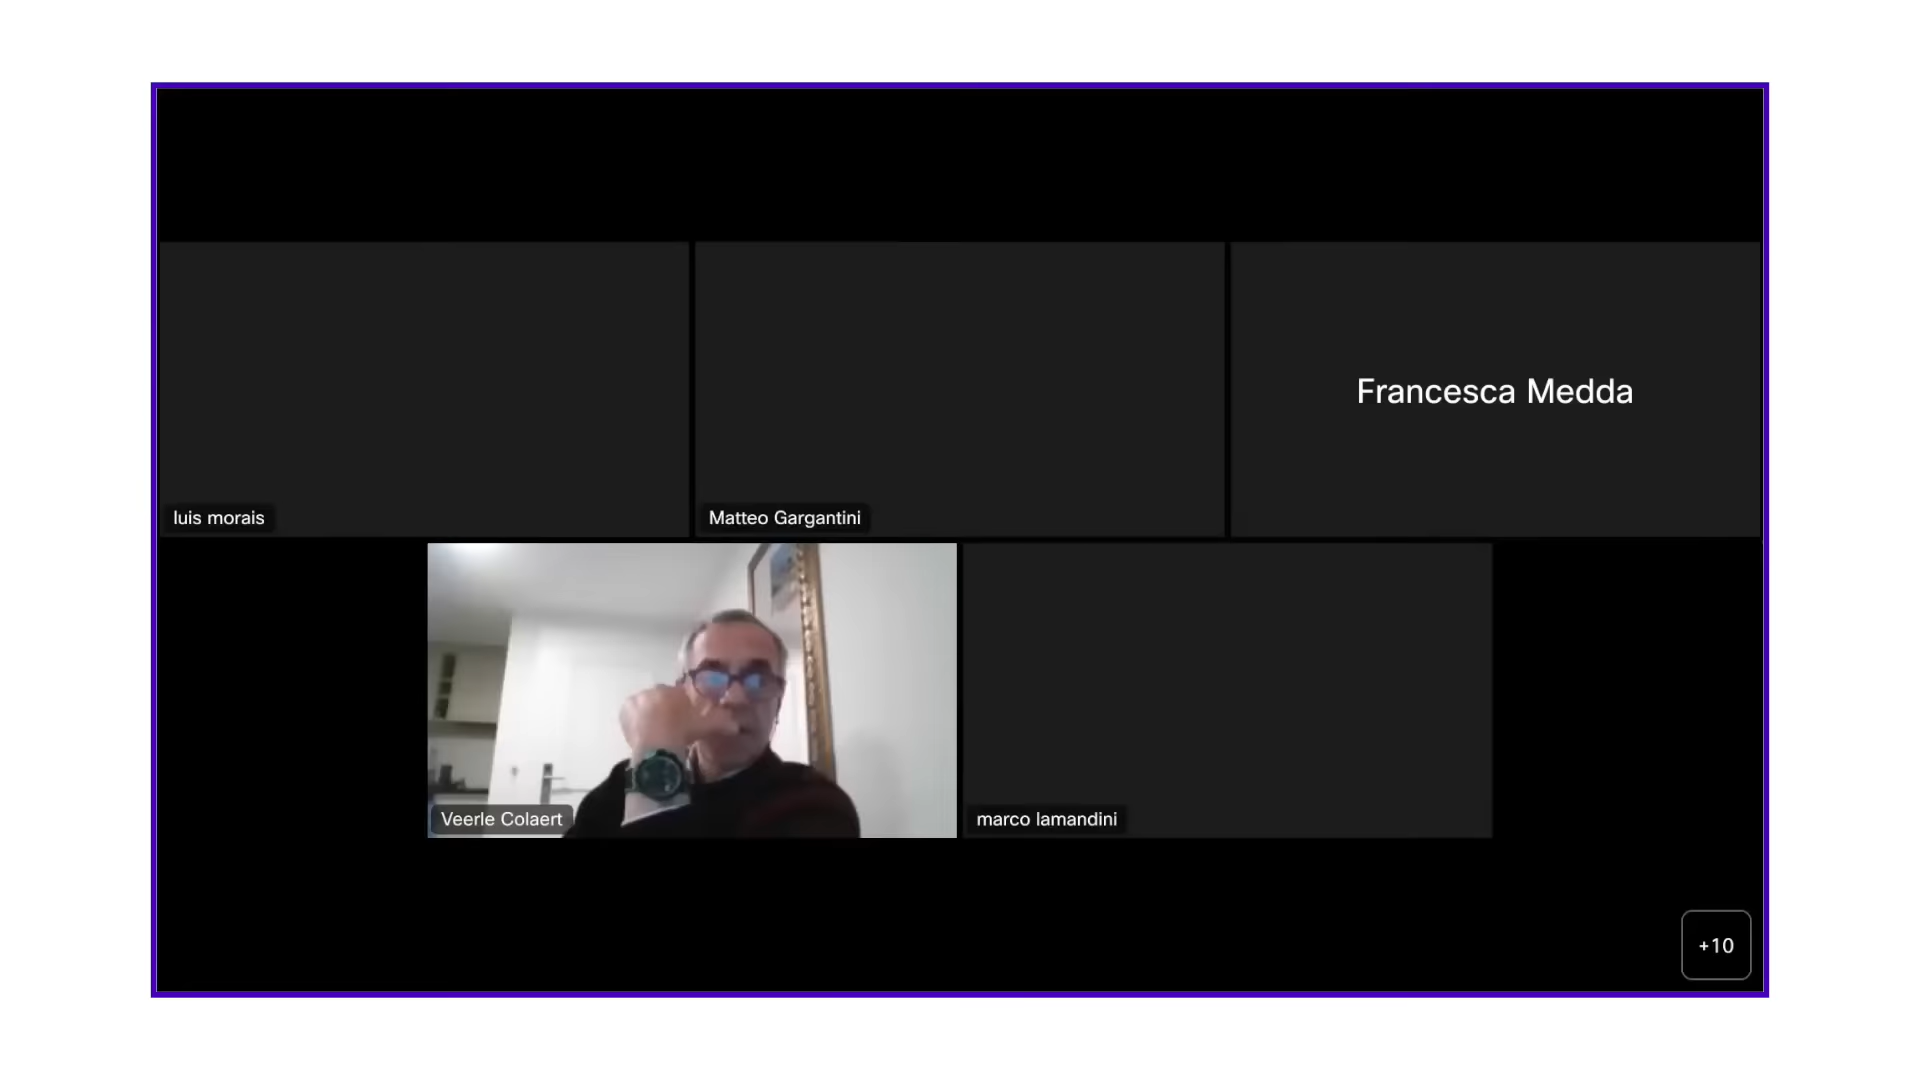 Francesca Medda
luis morais
Matteo Gargantini
Veerle Colaert
marco lamandini
+10